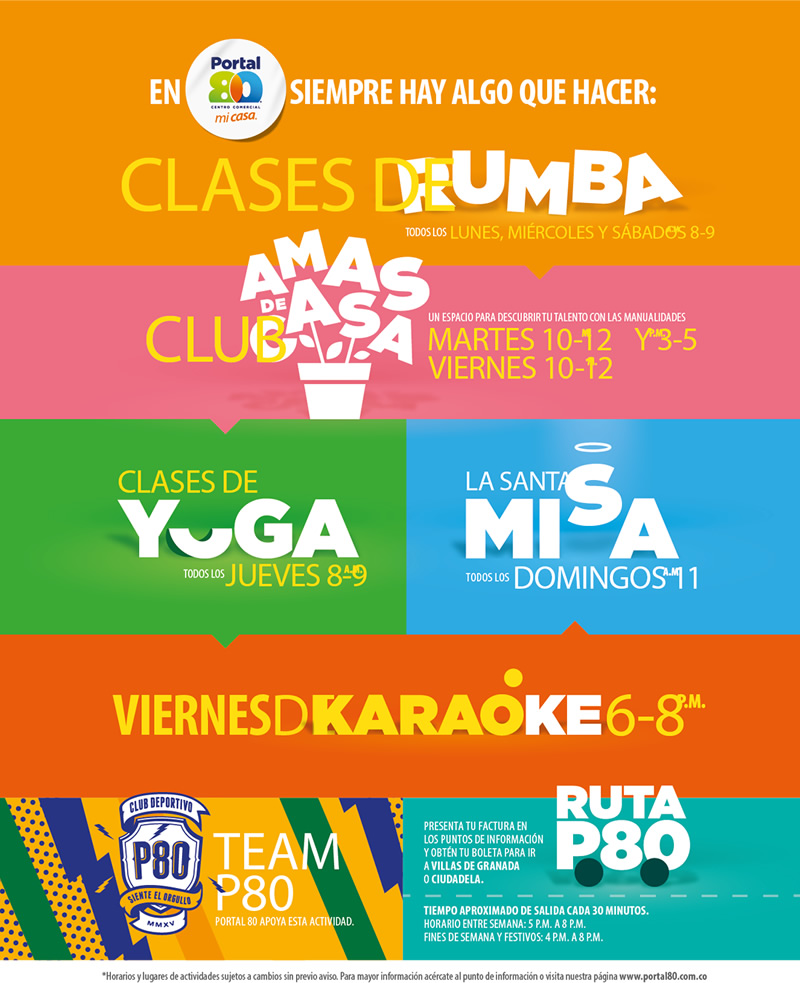 EN Portal 80 SIEMPRE HAY ALGO QUE HACER:
CENTRO COMERCIAL
mi casa.
CLASES DE RUMBA
TODOS LOS LUNES, MIÉRCOLES Y SÁBADOS 8-9 A.M.
CLUB AMAS
DE CASA
UN ESPACIO PARA DESCUBRIR TU TALENTO CON LAS MANUALIDADES
MARTES 10-12 M Y 3-5 P.M.
VIERNES 10-12 M
CLASES DE
YOGA
TODOS LOS JUEVES 8-9 A.M.
LA SANTA
MISA
TODOS LOS DOMINGOS 11 A.M.
VIERNES D KARAOKE 6-8 P.M.
CLUB DEPORTIVO
P80
SIENTE EL ORGULLO
MMXV
TEAM
P80
PORTAL 80 APOYA ESTA ACTIVIDAD.
RUTA
P80
PRESENTA TU FACTURA EN
LOS PUNTOS DE INFORMACIÓN
Y OBTÉN TU BOLETA PARA IR
A VILLAS DE GRANADA
O CIUDADELA.
TIEMPO APROXIMADO DE SALIDA CADA 30 MINUTOS.
HORARIO ENTRE SEMANA: 5 P.M. A 8 P.M.
FINES DE SEMANA Y FESTIVOS: 4 P.M. A 8 P.M.
*Horarios y lugares de actividades sujetos a cambios sin previo aviso. Para mayor información acércate al punto de información o visita nuestra página www.portal80.com.co